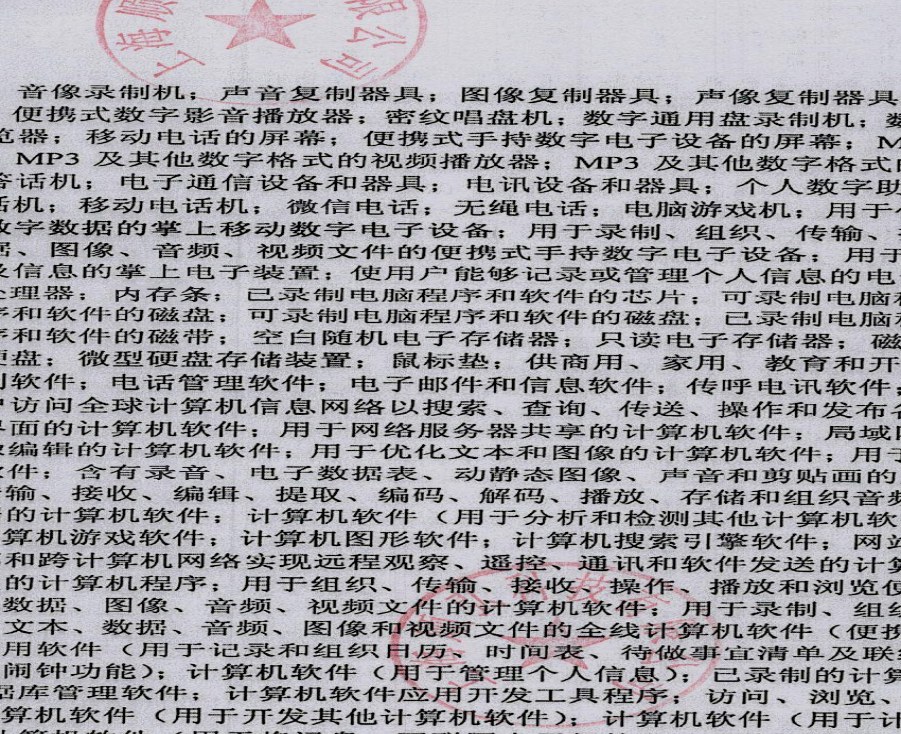 上海 限公司
音像录制机；声音复制器具；图像复制器具；声像复制器具
便携式数字影音播放器；密纹唱盘机；数字通用盘录制机；数
览器；移动电话的屏幕；便携式手持数字电子设备的屏幕；M
MP3 及其他数字格式的视频播放器；MP3 及其他数字格式的
答话机；电子通信设备和器具；电讯设备和器具；个人数字助
话机；移动电话机；微信电话；无绳电话；电脑游戏机；用于
数字数据的掌上移动数字电子设备；用于录制、组织、传输、
据、图像、音频、视频文件的便携式手持数字电子设备；用于
及信息的掌上电子装置；使用户能够记录或管理个人信息的电
处理器；内存条；已录制电脑程序和软件的芯片；可录制电脑程
序和软件的磁盘；可录制电脑程序和软件的磁盘；已录制电脑程
序和软件的磁带；空白随机电子存储器；只读电子存储器；磁
硬盘；微型硬盘存储装置；鼠标垫；供商用、家用、教育和开
制软件；电话管理软件；电子邮件和信息软件；传呼电讯软件；
户访问全球计算机信息网络以搜索、查询、传送、操作和发布各
界面的计算机软件；用于网络服务器共享的计算机软件；局域网
编辑的计算机软件；用于优化文本和图像的计算机软件；用于
软件；含有录音、电子数据表、动静态图像、声音和剪贴画的
传输、接收、编辑、提取、编码、解码、播放、存储和组织音频
的计算机软件；计算机软件（用于分析和检测其他计算机软
计算机游戏软件；计算机图形软件；计算机搜索引擎软件；网站
和跨计算机网络实现远程观察、遥控、通讯和软件发送的计算
的计算机程序；用于组织、传输、接收、操作、播放和浏览便
数据、图像、音频、视频文件的计算机软件；用于录制、组织
文本、数据、音频、图像和视频文件的全线计算机软件（便携
用软件（用于记录和组织日历、时间表、待做事宜清单及联络
闹钟功能）；计算机软件（用于管理个人信息）；已录制的计算
据库管理软件；计算机软件应用开发工具程序；访问、浏览、
计算机软件（用于开发其他计算机软件）；计算机软件（用于计